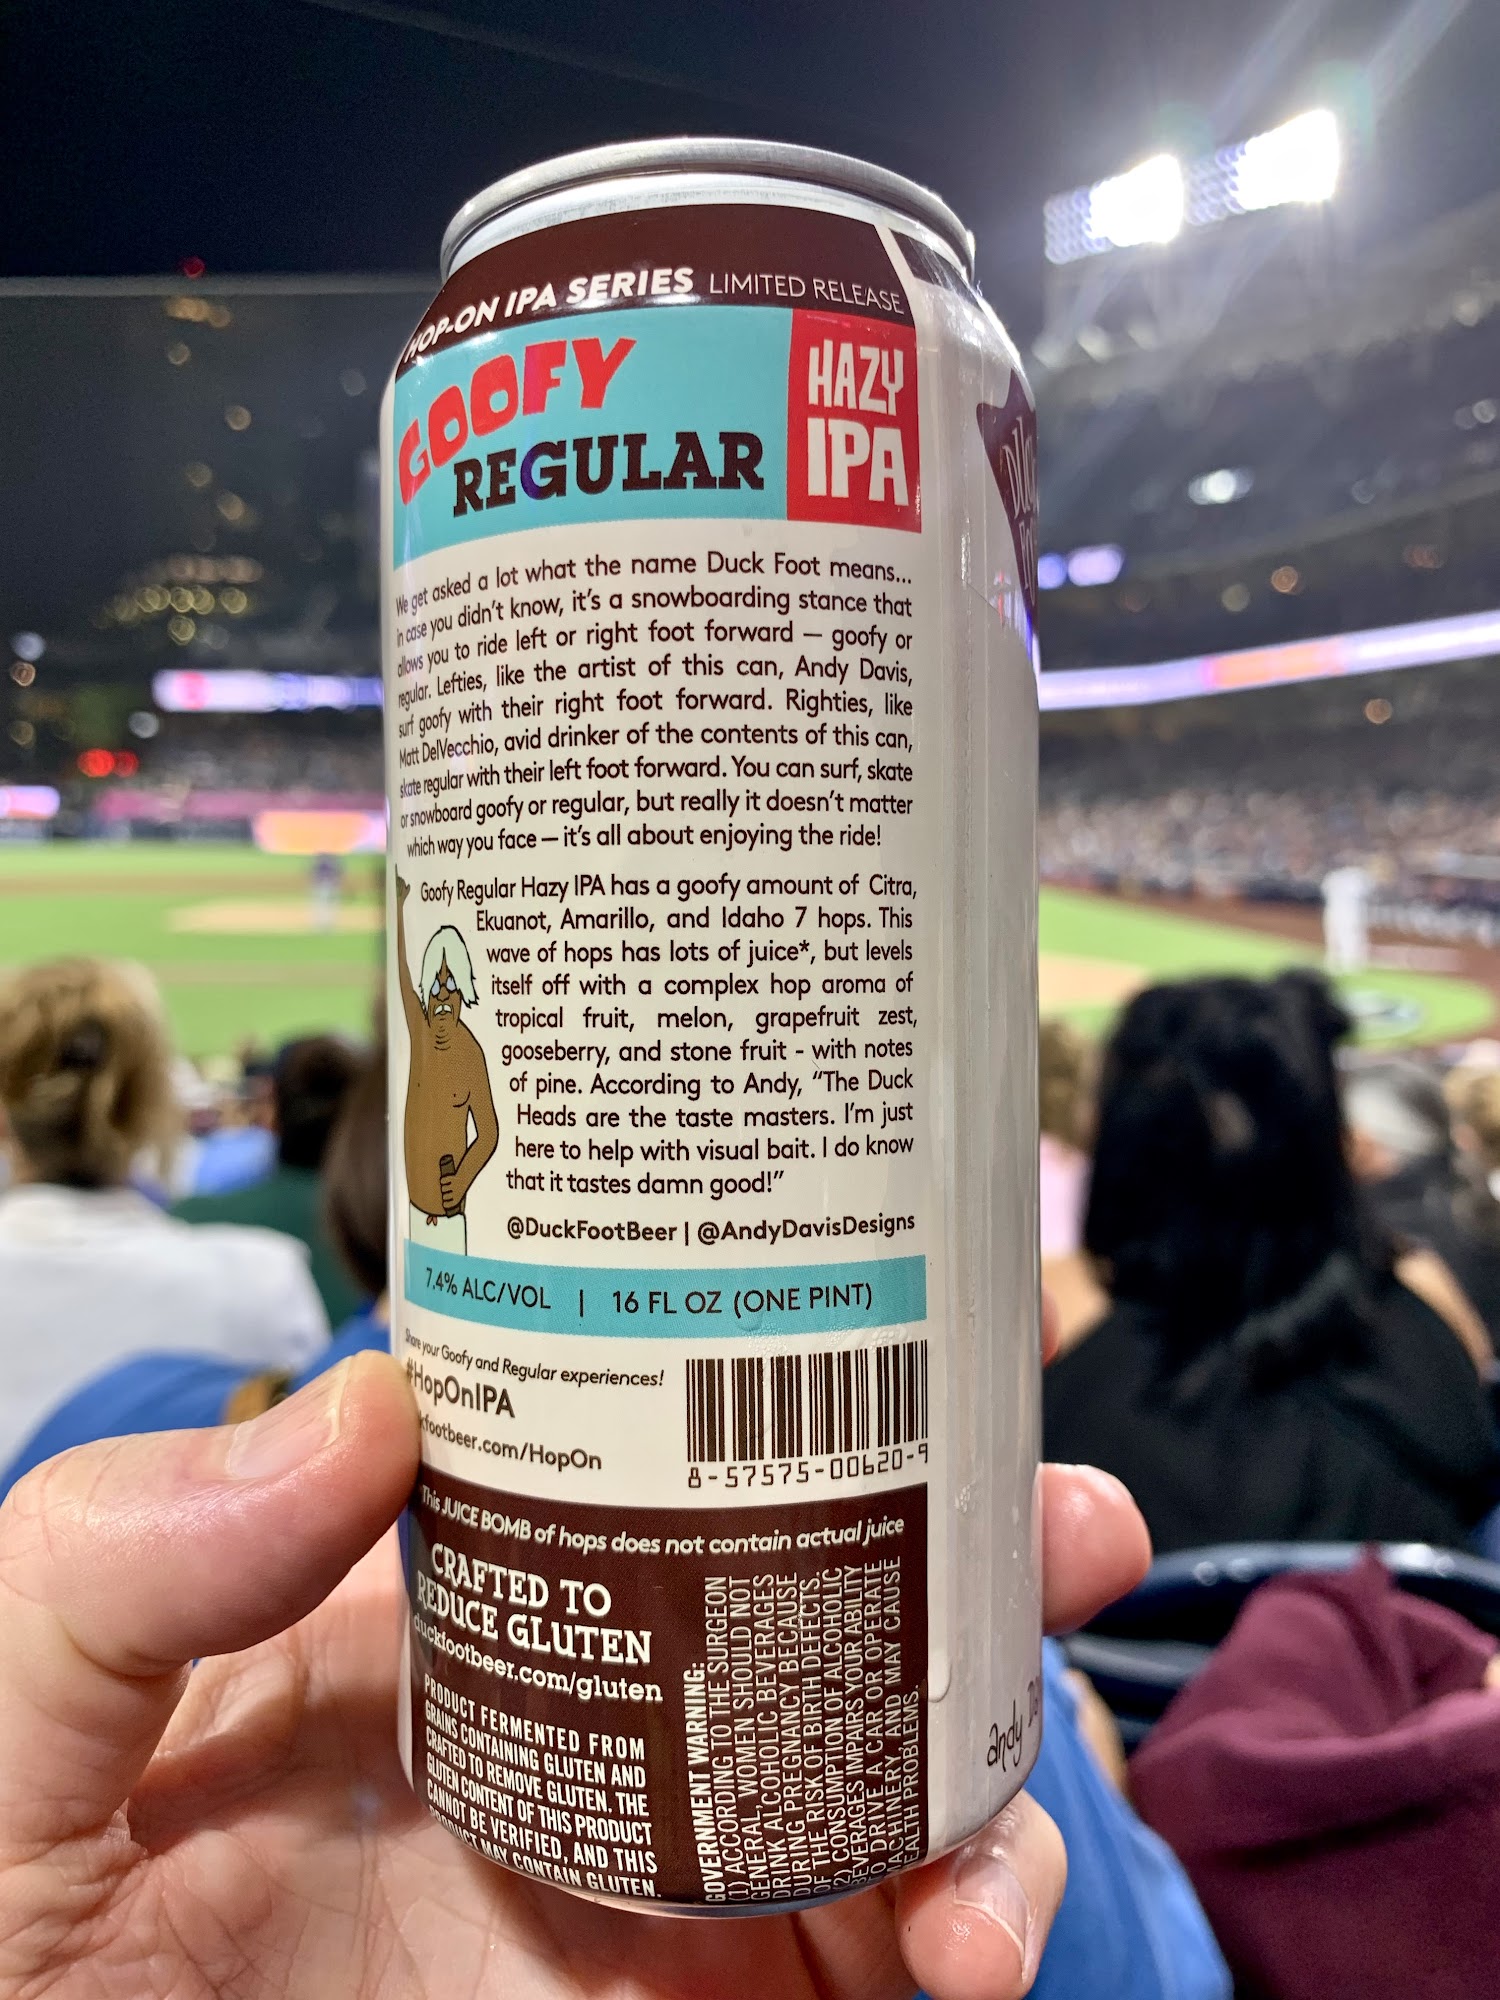 HOP-ON IPA SERIES LIMITED RELEASE
GOOFY
REGULAR
HAZY
IPA
We get asked a lot what the name Duck Foot means...
in case you didn't know, it's a snowboarding stance that
allows you to ride left or right foot forward — goofy or
regular. Lefties, like the artist of this can, Andy Davis,
surf goofy with their right foot forward. Righties, like
Matt DelVecchio, avid drinker of the contents of this can,
skate regular with their left foot forward. You can surf, skate
or snowboard goofy or regular, but really it doesn't matter
which way you face — it's all about enjoying the ride!
Goofy Regular Hazy IPA has a goofy amount of Citra,
Ekuanot, Amarillo, and Idaho 7 hops. This
wave of hops has lots of juice*, but levels
itself off with a complex hop aroma of
tropical fruit, melon, grapefruit zest,
gooseberry, and stone fruit - with notes
of pine. According to Andy, “The Duck
Heads are the taste masters. I'm just
here to help with visual bait. I do know
that it tastes damn good!”
@DuckFootBeer | @AndyDavisDesigns
7.4% ALC/VOL | 16 FL OZ (ONE PINT)
Share your Goofy and Regular experiences!
#HopOnIPA
ckfootbeer.com/HopOn
8-57575-00620-9
This JUICE BOMB of hops does not contain actual juice
CRAFTED TO
REDUCE GLUTEN
duckfootbeer.com/gluten
PRODUCT FERMENTED FROM
GRAINS CONTAINING GLUTEN AND
CRAFTED TO REMOVE GLUTEN. THE
GLUTEN CONTENT OF THIS PRODUCT
CANNOT BE VERIFIED, AND THIS
PRODUCT MAY CONTAIN GLUTEN.
GOVERNMENT WARNING:
(1) ACCORDING TO THE SURGEON
GENERAL, WOMEN SHOULD NOT
DRINK ALCOHOLIC BEVERAGES
DURING PREGNANCY BECAUSE
OF THE RISK OF BIRTH DEFECTS.
(2) CONSUMPTION OF ALCOHOLIC
BEVERAGES IMPAIRS YOUR ABILITY
TO DRIVE A CAR OR OPERATE
MACHINERY, AND MAY CAUSE
HEALTH PROBLEMS.
andy